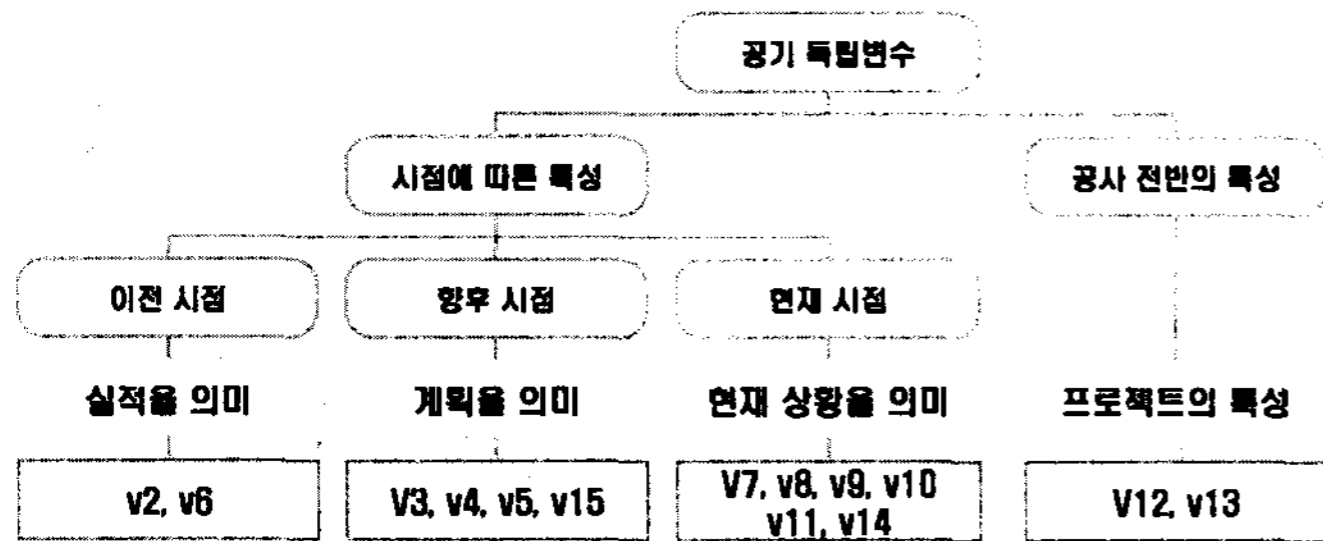 공기 독립변수
시점에 따른 특성
공사 전반의 특성
이전 시점
향후 시점
현재 시점
실적을 의미
계획을 의미
현재 상황을 의미
프로젝트의 특성
v2, v6
V3, v4, v5, v15
V7, v8, v9, v10
v11, v14
V12, v13